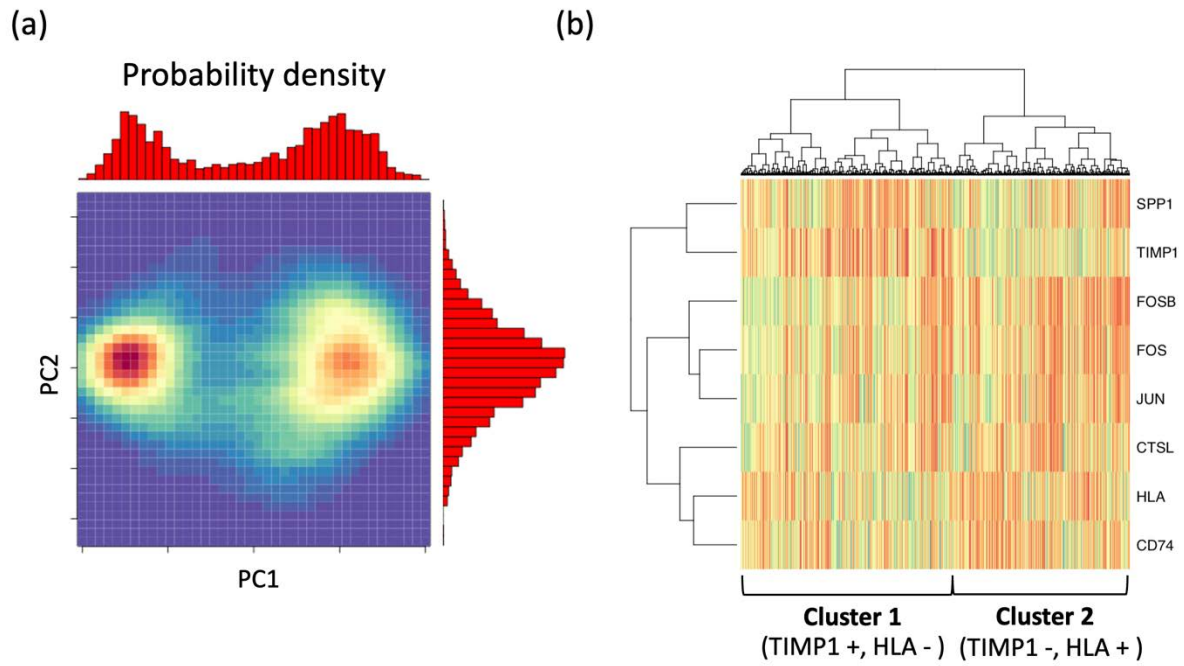 (a)
Probability density
PC2
PC1
(b)
SPP1
TIMP1
FOSB
FOS
JUN
CTSL
HLA
CD74
Cluster 1
(TIMP1 +, HLA - )
Cluster 2
(TIMP1 -, HLA + )